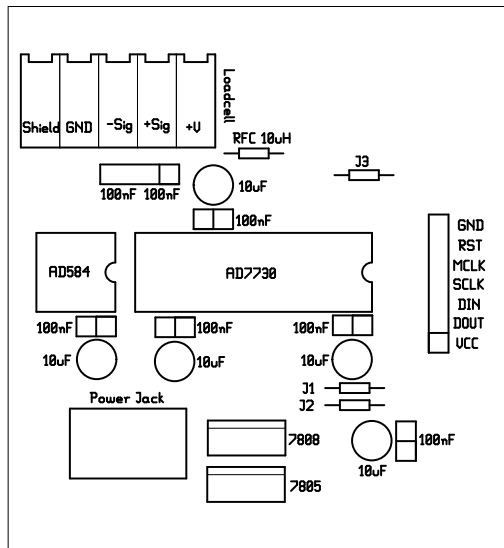 Loadcell
Shield GND -Sig +Sig +V
RFC 10uH
J3
100nF 100nF
10uF
100nF
GND
RST
MCLK
SCLK
DIN
DOUT
VCC
AD584
AD7730
100nF
100nF
100nF
10uF
10uF
10uF
J1
J2
Power Jack
7808
100nF
10uF
7805